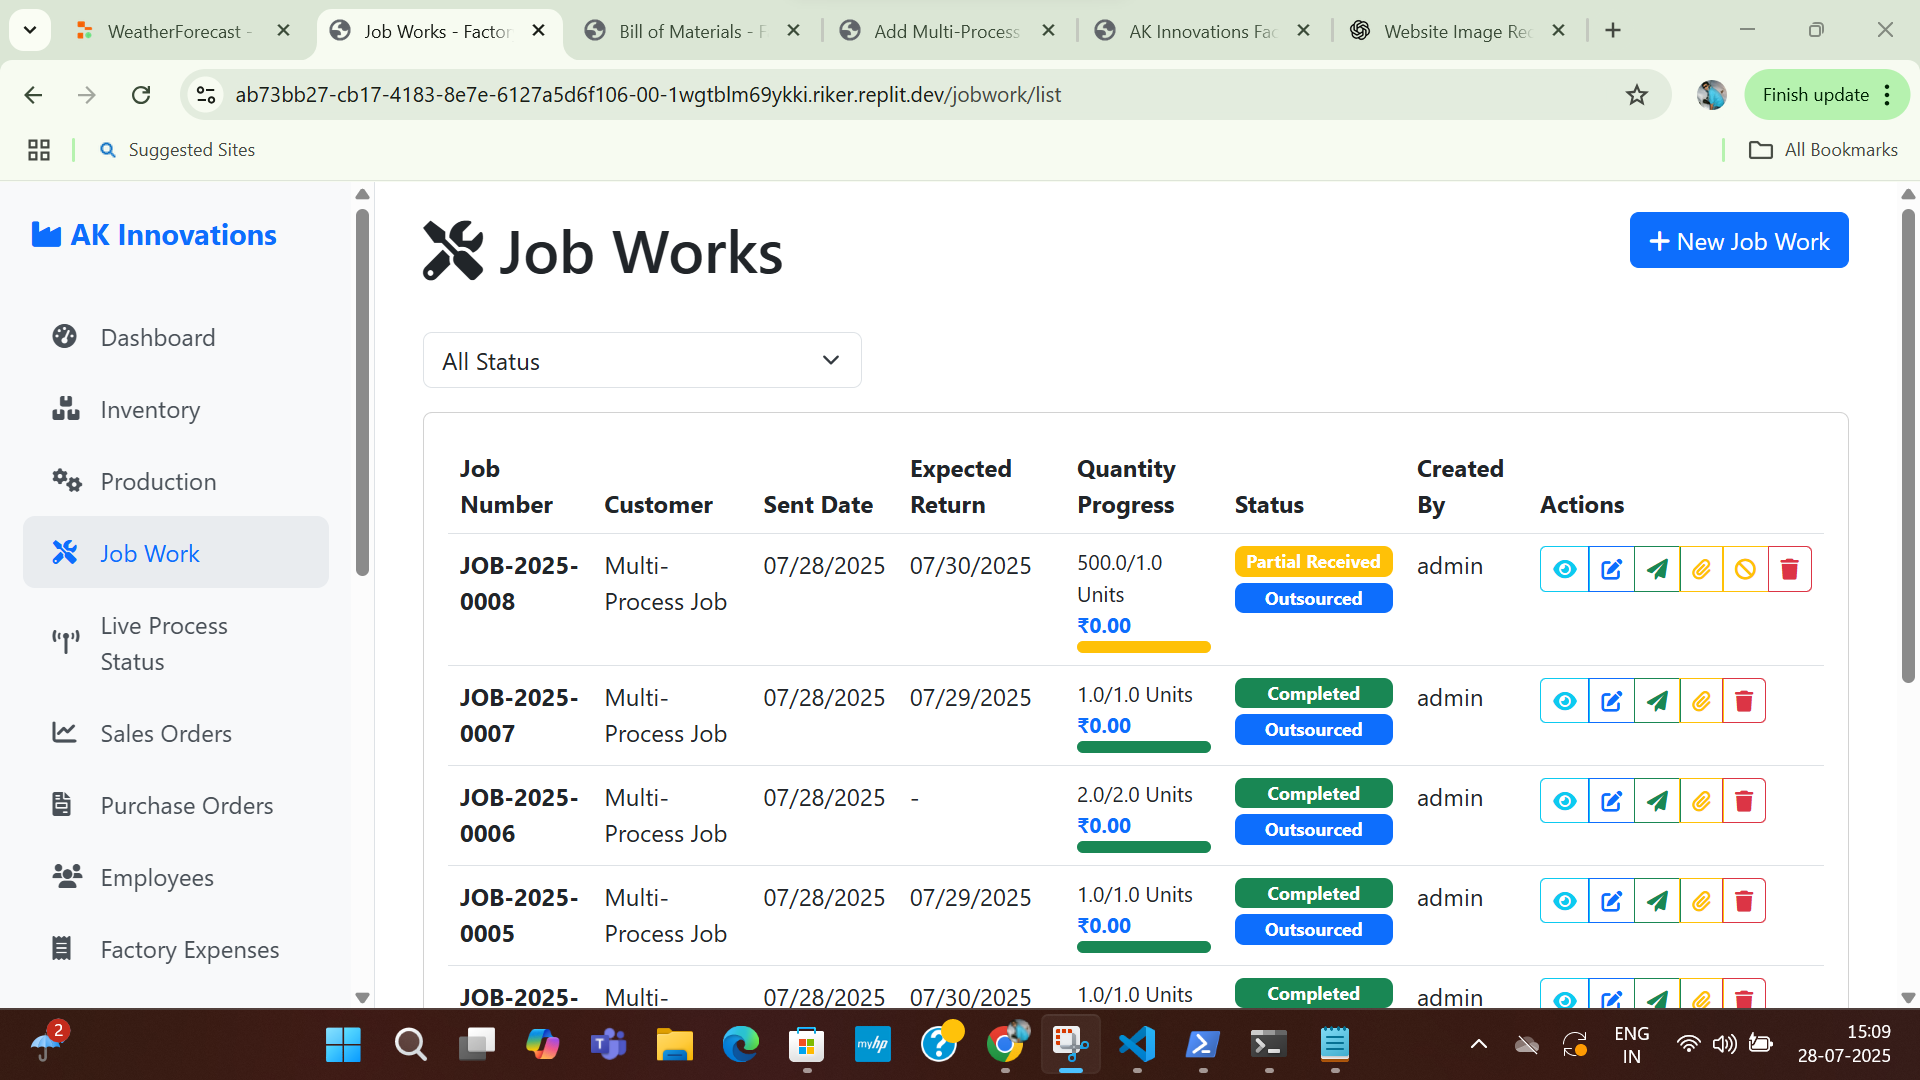 WeatherForecast -
Job Works - Factor
Bill of Materials - F
Add Multi-Process
AK Innovations Fac
Website Image Rec
ab73bb27-cb17-4183-8e7e-6127a5d6f106-00-1wgtblm69ykki.riker.replit.dev/jobwork/list
Finish update
Suggested Sites
All Bookmarks
AK Innovations
Dashboard
Inventory
Production
Job Work
Live Process
Status
Sales Orders
Purchase Orders
Employees
Factory Expenses
Job Works
New Job Work
All Status
Job
Number
Customer
Sent Date
Expected
Return
Quantity
Progress
Status
Created
By
Actions
JOB-2025-
0008
Multi-
Process Job
07/28/2025
07/30/2025
500.0/1.0
Units
₹0.00
Partial Received
Outsourced
admin
JOB-2025-
0007
Multi-
Process Job
07/28/2025
07/29/2025
1.0/1.0 Units
₹0.00
Completed
Outsourced
admin
JOB-2025-
0006
Multi-
Process Job
07/28/2025
-
2.0/2.0 Units
₹0.00
Completed
Outsourced
admin
JOB-2025-
0005
Multi-
Process Job
07/28/2025
07/29/2025
1.0/1.0 Units
₹0.00
Completed
Outsourced
admin
JOB-2025-
Multi-
07/28/2025
07/30/2025
1.0/1.0 Units
Completed
admin
2
myhp
ENG
IN
15:09
28-07-2025